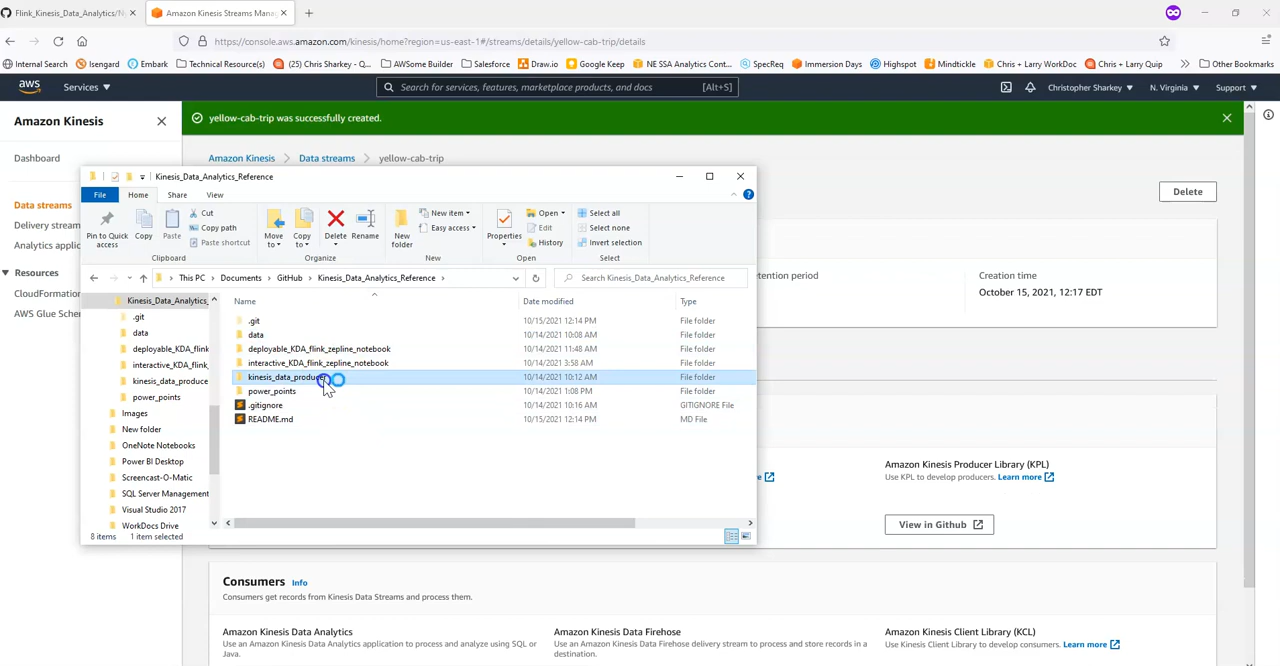 Flink_Kinesis_Data_Analytics/N
Amazon Kinesis Streams Mana
https://console.aws.amazon.com/kinesis/home?region=us-east-1#/streams/details/yellow-cab-trip/details
Internal Search
Isengard
Embark
Technical Resource(s)
(25) Chris Sharkey - Q...
AWSome Builder
Salesforce
Draw.io
Google Keep
NE SSA Analytics Cont...
SpecReq
Immersion Days
Highspot
Mindtickle
Chris + Larry WorkDoc
Chris + Larry Quip
Other Bookmarks
aws
Services
Search for services, features, marketplace products, and docs
[Alt+S]
Christopher Sharkey
N. Virginia
Support
Amazon Kinesis
yellow-cab-trip was successfully created.
Dashboard
Amazon Kinesis
Data streams
yellow-cab-trip
Data streams
Delivery stream
Analytics applic
Resources
CloudFormation
AWS Glue Schem
Delete
Kinesis_Data_Analytics_Reference
File
Home
Share
View
Pin to Quick access
Copy
Paste
Cut
Copy path
Paste shortcut
Clipboard
Move to
Copy to
Delete
Rename
Organize
New folder
New item
Easy access
New
Properties
Open
Edit
History
Open
Select all
Select none
Invert selection
Select
This PC
Documents
GitHub
Kinesis_Data_Analytics_Reference
Search Kinesis_Data_Analytics_Reference
Kinesis_Data_Analytics_
.git
data
deployable_KDA_flink
interactive_KDA_flink_
kinesis_data_produce
power_points
Images
New folder
OneNote Notebooks
Power BI Desktop
Screencast-O-Matic
SQL Server Management
Visual Studio 2017
WorkDocs Drive
Name
Date modified
Type
.git
10/15/2021 12:14 PM
File folder
data
10/14/2021 10:08 AM
File folder
deployable_KDA_flink_zepline_notebook
10/14/2021 11:48 AM
File folder
interactive_KDA_flink_zepline_notebook
10/14/2021 3:58 AM
File folder
kinesis_data_produce
10/14/2021 10:12 AM
File folder
power_points
10/14/2021 1:08 PM
File folder
.gitignore
10/14/2021 10:16 AM
GITIGNORE File
README.md
10/15/2021 12:14 PM
MD File
8 items
1 item selected
tention period
Creation time
October 15, 2021, 12:17 EDT
Amazon Kinesis Producer Library (KPL)
Use KPL to develop producers. Learn more
View in Github
Consumers
Info
Consumers get records from Kinesis Data Streams and process them.
Amazon Kinesis Data Analytics
Use an Amazon Kinesis Data Analytics application to process and analyze using SQL or
Java.
Amazon Kinesis Data Firehose
Use an Amazon Kinesis Data Firehose delivery stream to process and store records in a
destination.
Amazon Kinesis Client Library (KCL)
Use Kinesis Client Library to develop consumers. Learn more